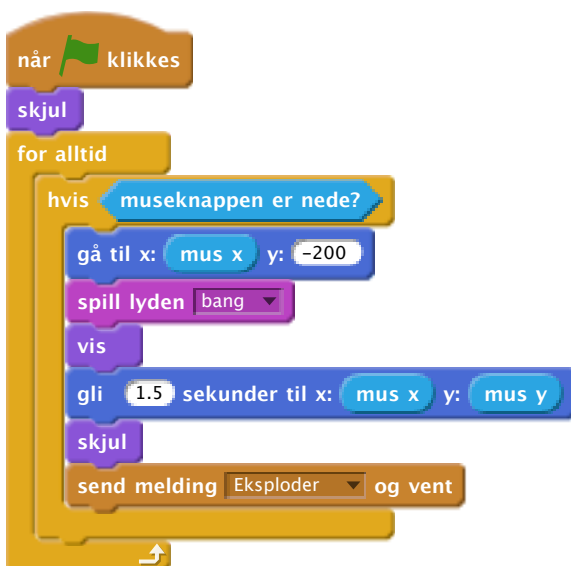 når klikkes
skjul
for alltid
hvis museknappen er nede?
gå til x: mus x y: -200
spill lyden bang
vis
gli 1.5 sekunder til x: mus x y: mus y
skjul
send melding Eksploder og vent